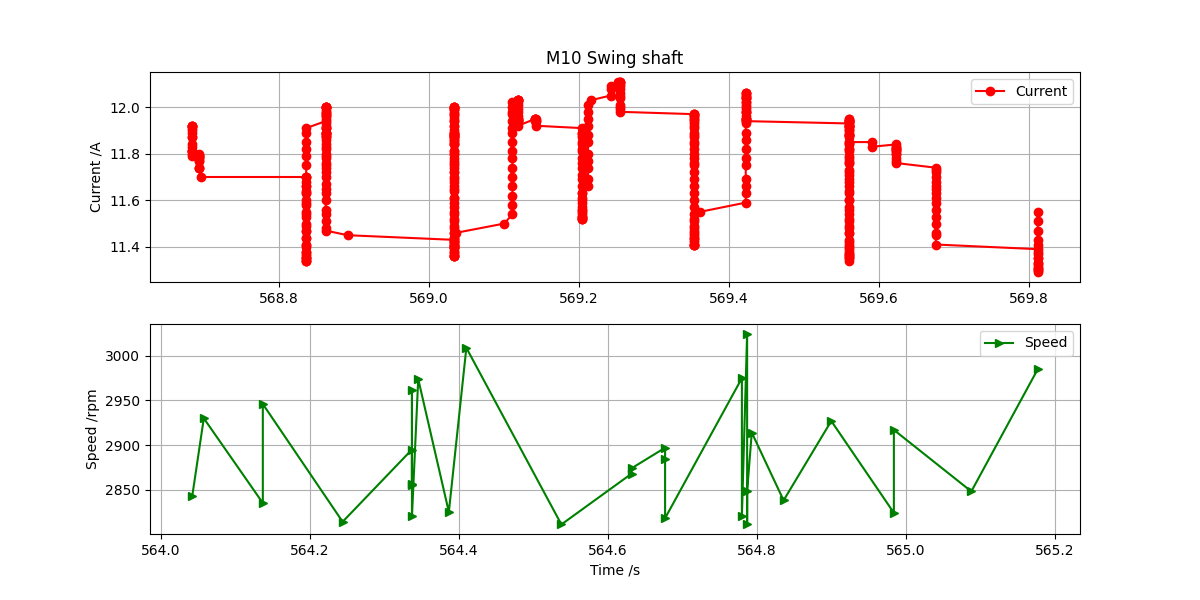 M10 Swing shaft
Current /A
12.0
11.8
11.6
11.4
Current
568.8 569.0 569.2 569.4 569.6 569.8
Speed /rpm
3000
2950
2900
2850
Speed
564.0 564.2 564.4 564.6 564.8 565.0 565.2
Time /s